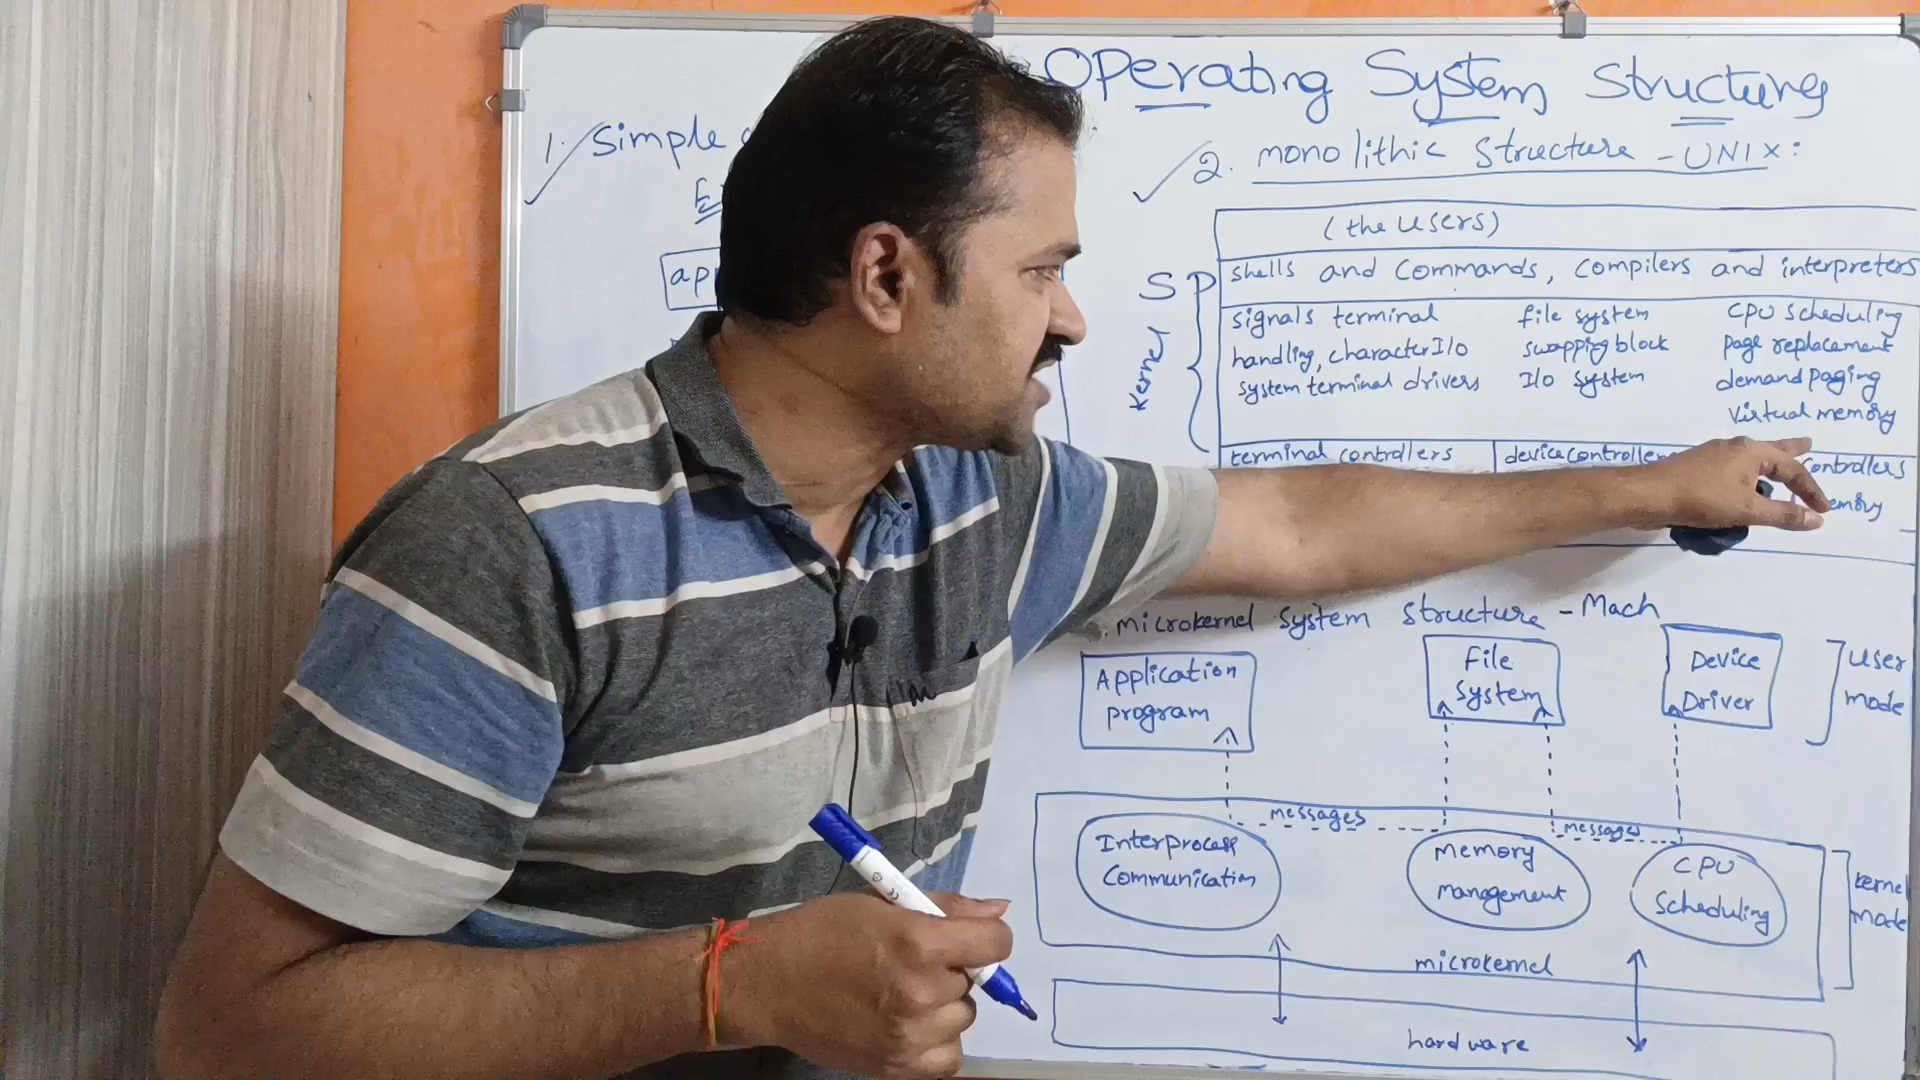 Operating System Structures
1. Simple
2. monolithic Structure - UNIX:
(the users)
S P
shells and commands, compilers and interpreters
Kernel
signals terminal
handling, character I/O
system terminal drivers
file system
swapping block
I/O system
CPU scheduling
page replacement
demand paging
virtual memory
terminal controllers
device controllers
controllers
memory
microkernel system structure - Mach
Application
program
File
System
Device
Driver
user
mode
messages
messages
Interprocess
Communication
Memory
management
CPU
Scheduling
kernel
mode
microkernel
hardware